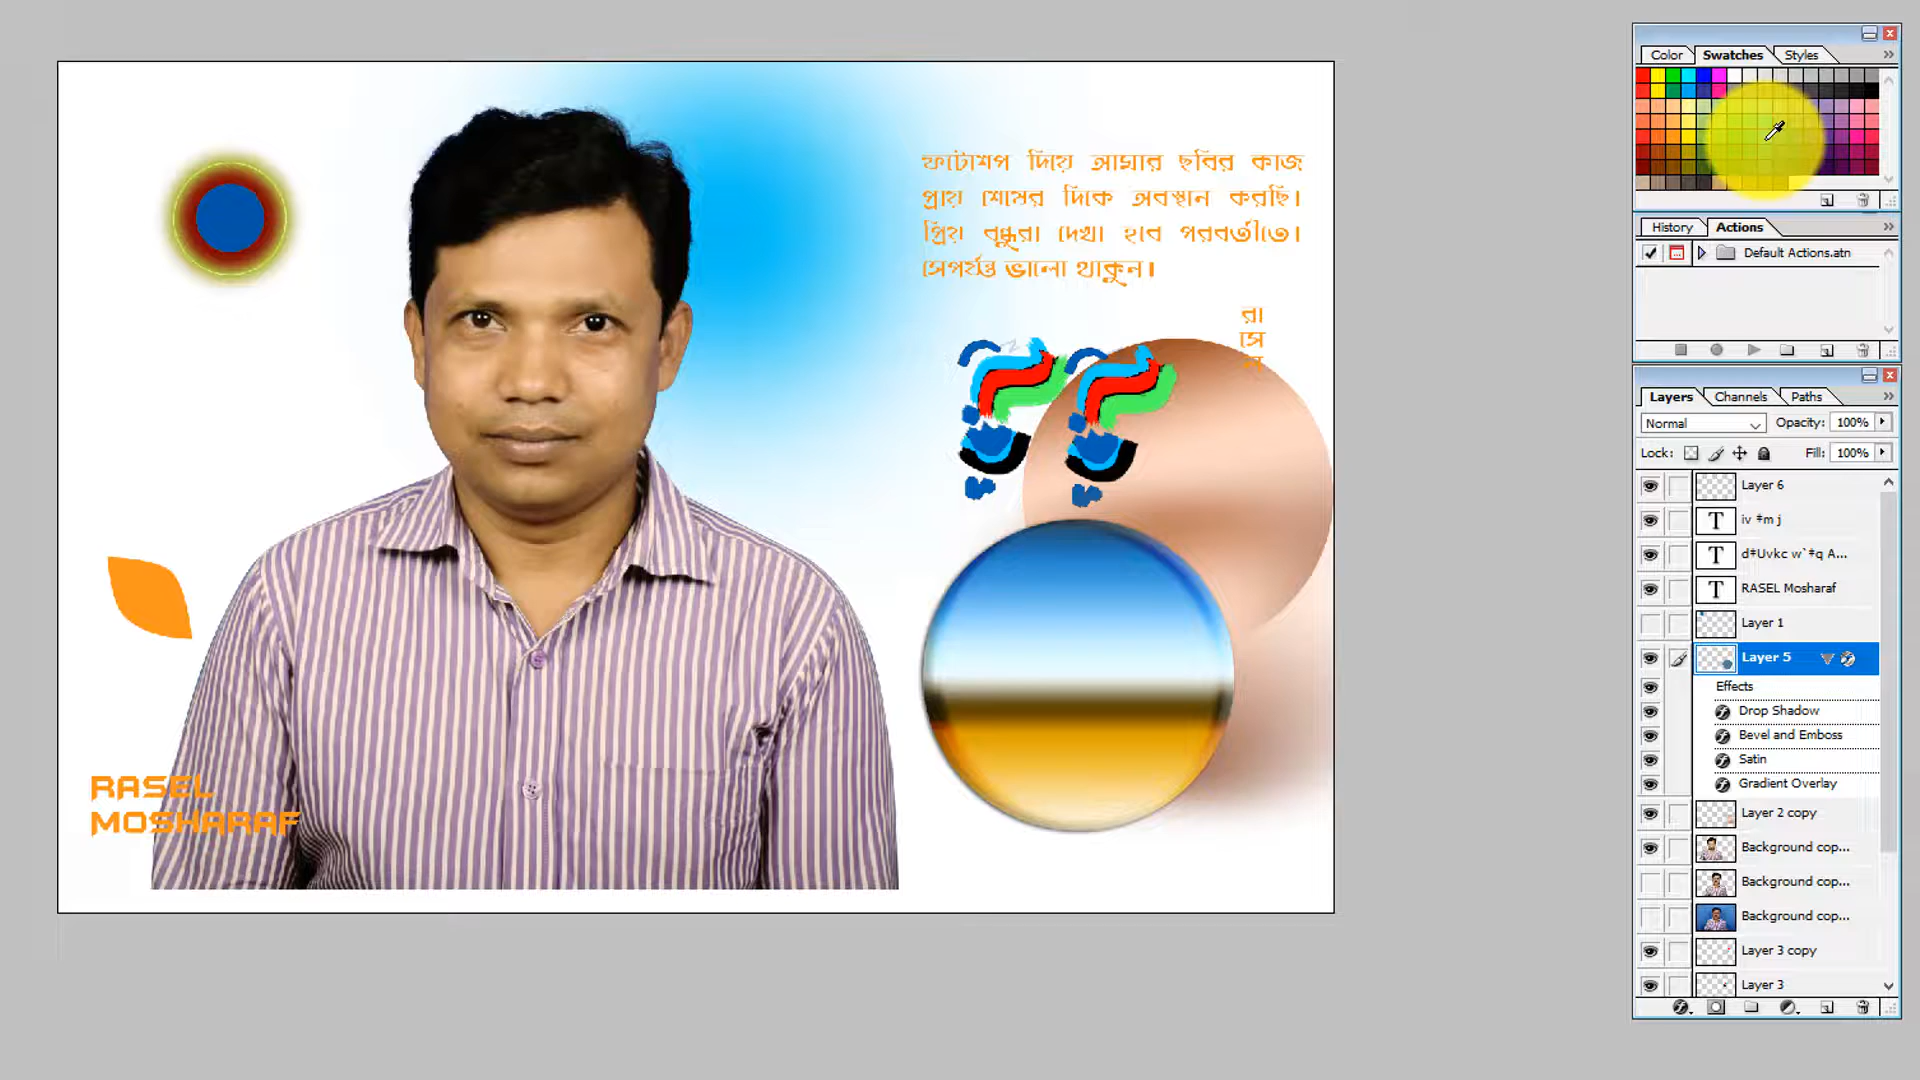 Color Swatches Styles
ফটোশপ দিয়ে আমার ছবির কাজ
প্রায় শেষের দিকে অবস্থান করছি।
প্রিয় বন্ধুরা দেখা হবে পরবর্তীতে।
সেপর্যন্ত ভালো থাকুন।
রা
সে
ল
RASEL
MOSHARAF
History Actions
Default Actions.atn
Layers Channels Paths
Normal Opacity: 100%
Lock: Fill: 100%
Layer 6
T iv ‡m j
T d‡Uvkc w`‡q A...
T RASEL Mosharaf
Layer 1
Layer 5
Effects
Drop Shadow
Bevel and Emboss
Satin
Gradient Overlay
Layer 2 copy
Background cop...
Background cop...
Background cop...
Layer 3 copy
Layer 3